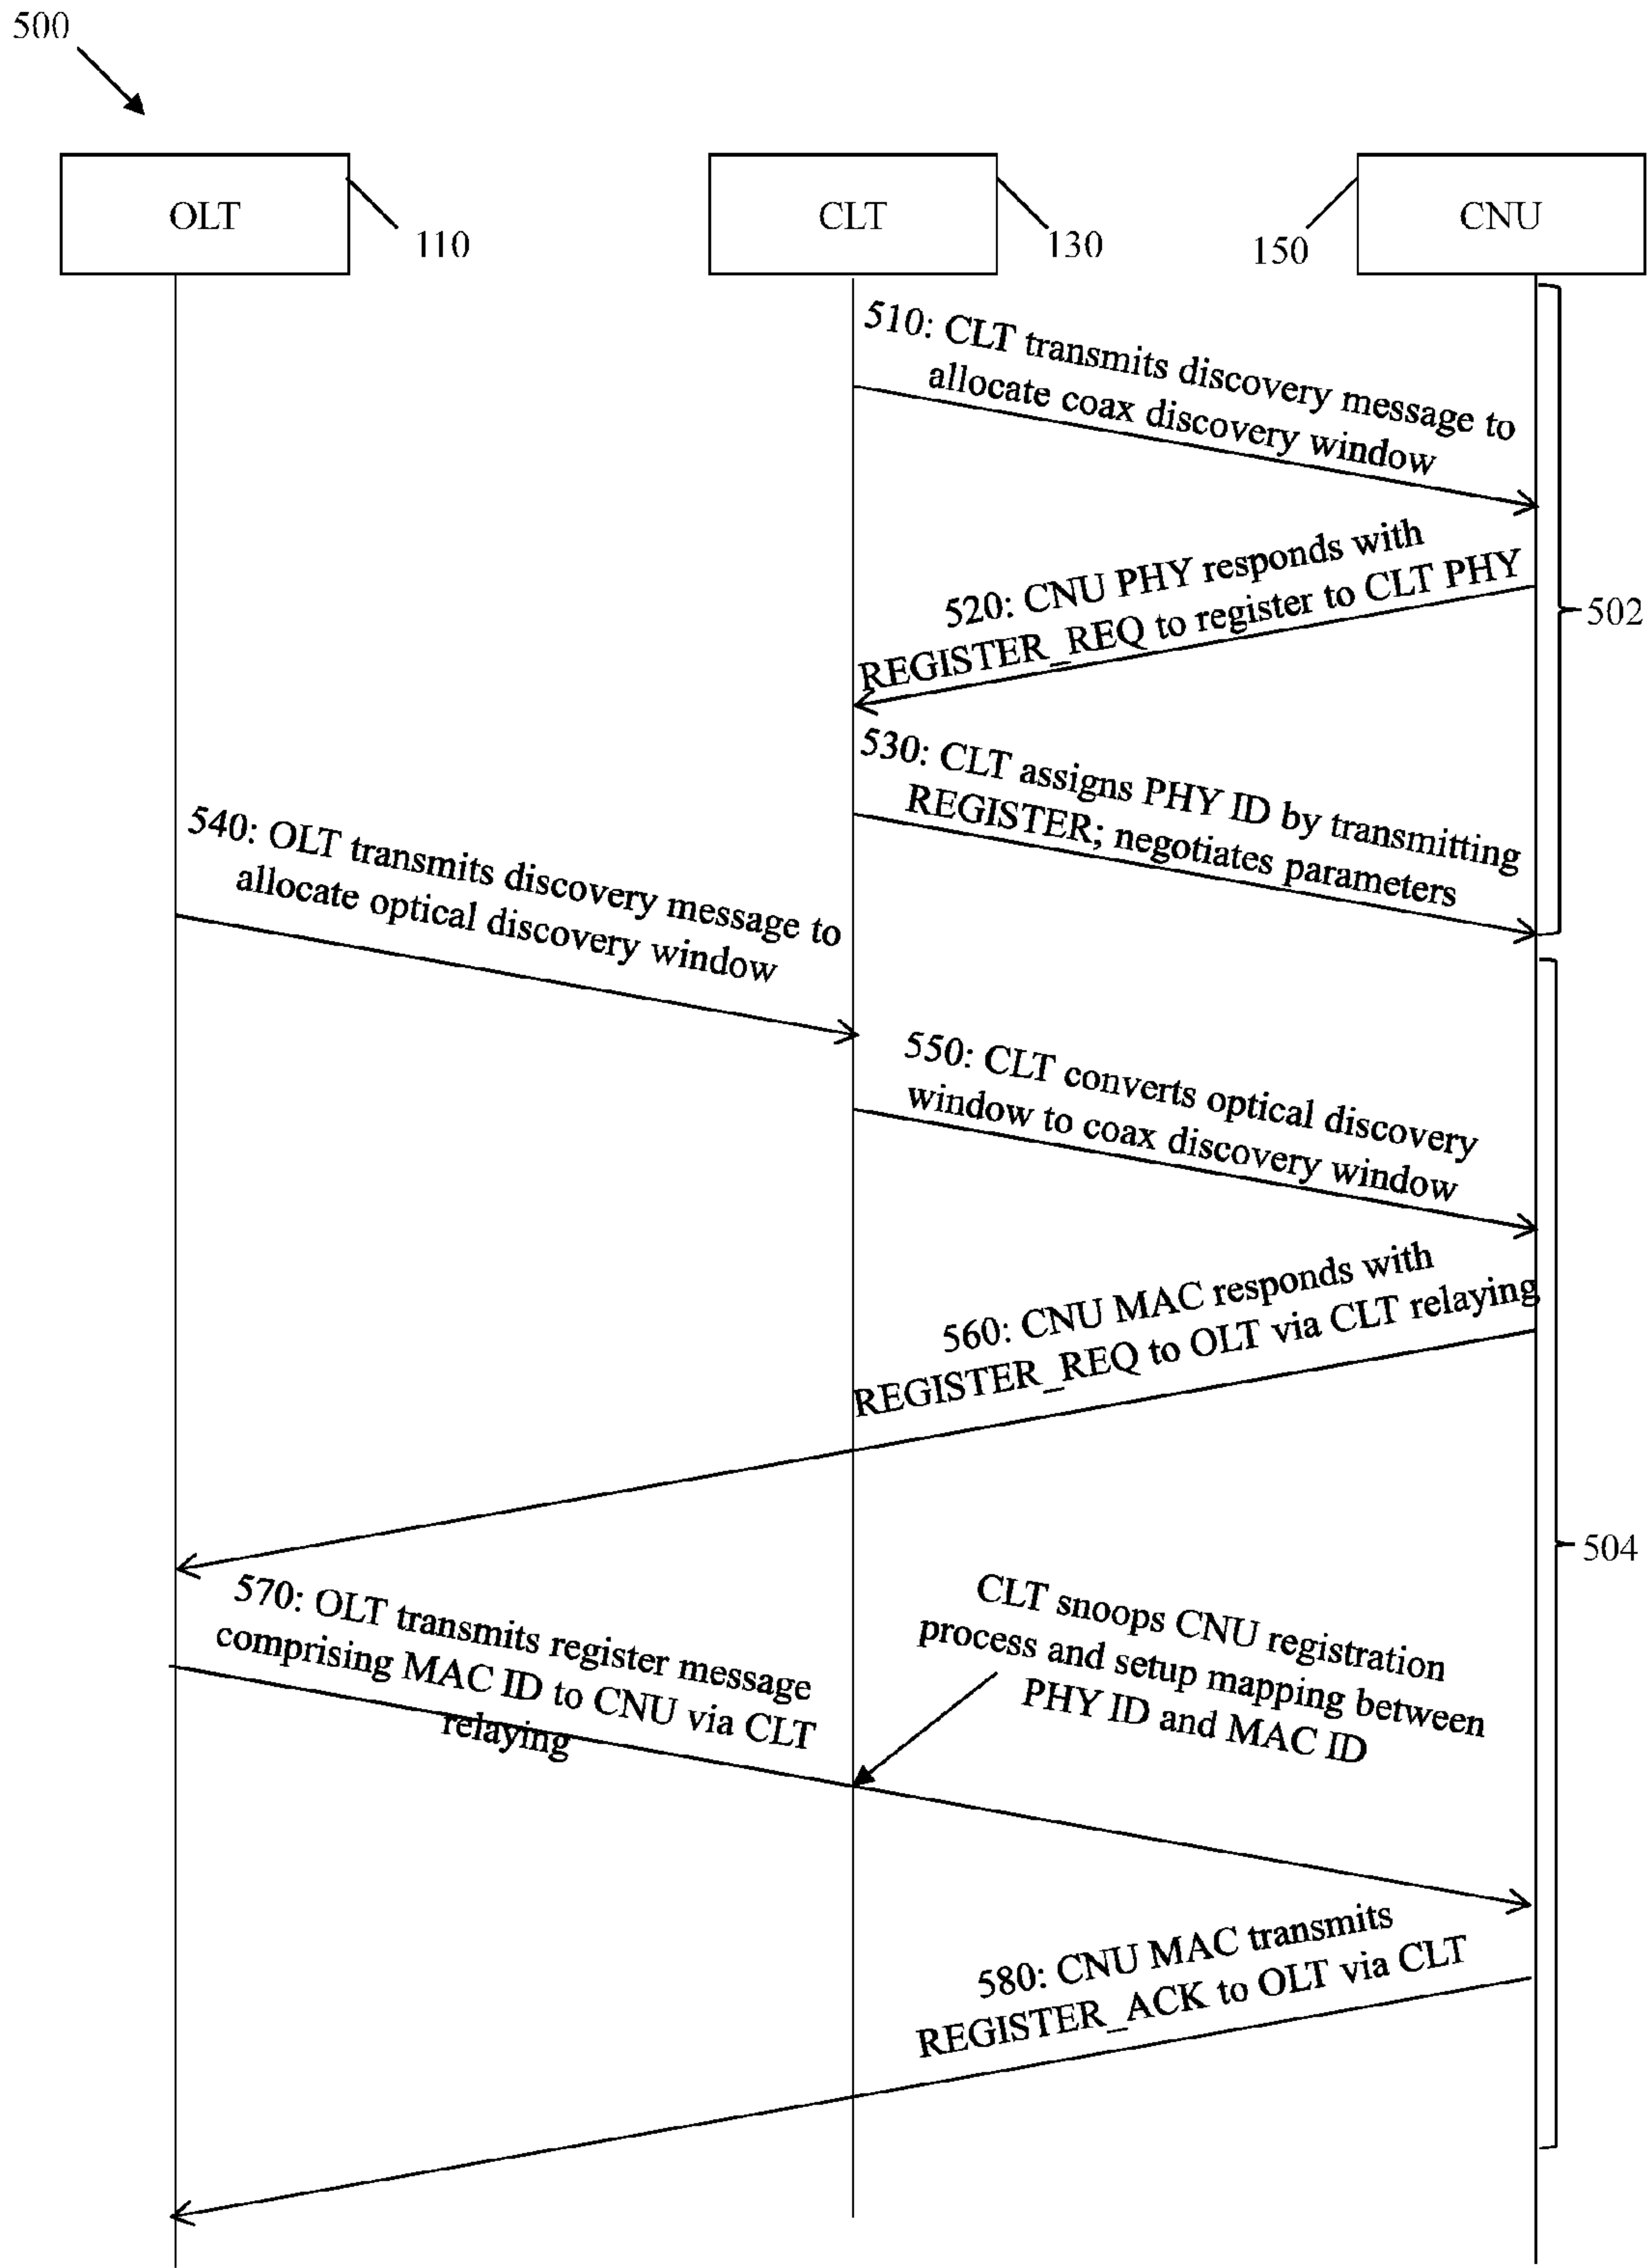 500
OLT
110
CLT
130
150
CNU
510: CLT transmits discovery message to
allocate coax discovery window
520: CNU PHY responds with
REGISTER_REQ to register to CLT PHY
502
530: CLT assigns PHY ID by transmitting
REGISTER; negotiates parameters
540: OLT transmits discovery message to
allocate optical discovery window
550: CLT converts optical discovery
window to coax discovery window
560: CNU MAC responds with
REGISTER_REQ to OLT via CLT relaying
504
570: OLT transmits register message
comprising MAC ID to CNU via CLT
relaying
CLT snoops CNU registration
process and setup mapping between
PHY ID and MAC ID
580: CNU MAC transmits
REGISTER_ACK to OLT via CLT